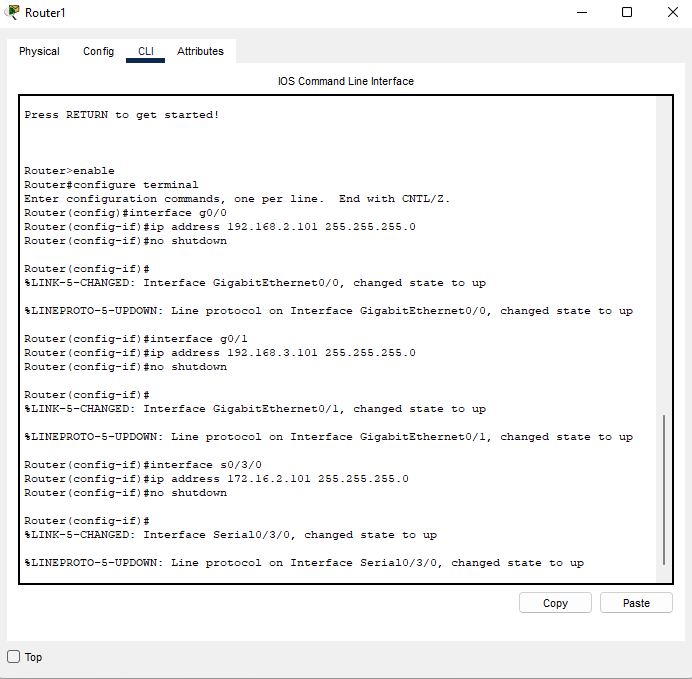 Router1
Physical Config CLI Attributes
IOS Command Line Interface
Press RETURN to get started!
Router>enable
Router#configure terminal
Enter configuration commands, one per line.  End with CNTL/Z.
Router(config)#interface g0/0
Router(config-if)#ip address 192.168.2.101 255.255.255.0
Router(config-if)#no shutdown
Router(config-if)#
%LINK-5-CHANGED: Interface GigabitEthernet0/0, changed state to up
%LINEPROTO-5-UPDOWN: Line protocol on Interface GigabitEthernet0/0, changed state to up
Router(config-if)#interface g0/1
Router(config-if)#ip address 192.168.3.101 255.255.255.0
Router(config-if)#no shutdown
Router(config-if)#
%LINK-5-CHANGED: Interface GigabitEthernet0/1, changed state to up
%LINEPROTO-5-UPDOWN: Line protocol on Interface GigabitEthernet0/1, changed state to up
Router(config-if)#interface s0/3/0
Router(config-if)#ip address 172.16.2.101 255.255.255.0
Router(config-if)#no shutdown
Router(config-if)#
%LINK-5-CHANGED: Interface Serial0/3/0, changed state to up
%LINEPROTO-5-UPDOWN: Line protocol on Interface Serial0/3/0, changed state to up
Copy Paste
Top